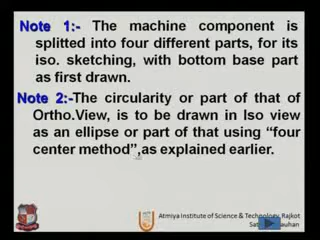 Note 1:- The machine component is
splitted into four different parts, for its
iso. sketching, with bottom base part
as first drawn.
Note 2:-The circularity or part of that of
Ortho.View, is to be drawn in Iso view
as an ellipse or part of that using “four
center method”,as explained earlier.
Atmiya Institute of Science & Technology, Rajkot